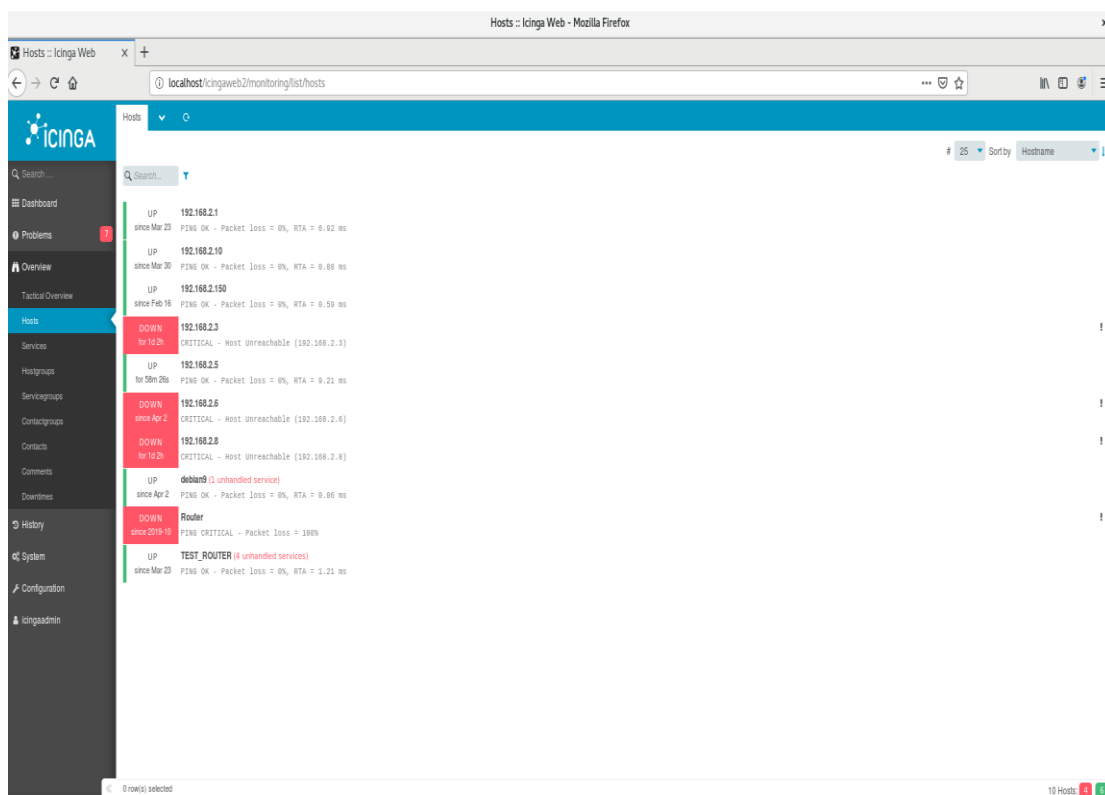 Hosts :: Icinga Web - Mozilla Firefox
Hosts :: Icinga Web
localhost/icingaweb2/monitoring/list/hosts
icinga
Hosts
# 25 Sort by Hostname
Search ...
Search...
Dashboard
Problems 7
Overview
Tactical Overview
Hosts
Services
Hostgroups
Servicegroups
Contactgroups
Contacts
Comments
Downtimes
History
System
Configuration
icingaadmin
UP 192.168.2.1
since Mar 23 PING OK - Packet loss = 0%, RTA = 6.92 ms
UP 192.168.2.10
since Mar 30 PING OK - Packet loss = 0%, RTA = 0.08 ms
UP 192.168.2.150
since Feb 16 PING OK - Packet loss = 0%, RTA = 0.59 ms
DOWN 192.168.2.3 !
for 1d 2h CRITICAL - Host Unreachable (192.168.2.3)
UP 192.168.2.5
for 58m 26s PING OK - Packet loss = 0%, RTA = 9.21 ms
DOWN 192.168.2.6 !
since Apr 2 CRITICAL - Host Unreachable (192.168.2.6)
DOWN 192.168.2.8 !
for 1d 2h CRITICAL - Host Unreachable (192.168.2.8)
UP debian9 (1 unhandled service)
since Apr 2 PING OK - Packet loss = 0%, RTA = 0.06 ms
DOWN Router !
since 2019-10 PING CRITICAL - Packet loss = 100%
UP TEST_ROUTER (4 unhandled services)
since Mar 23 PING OK - Packet loss = 0%, RTA = 1.21 ms
0 row(s) selected
10 Hosts: 4 6